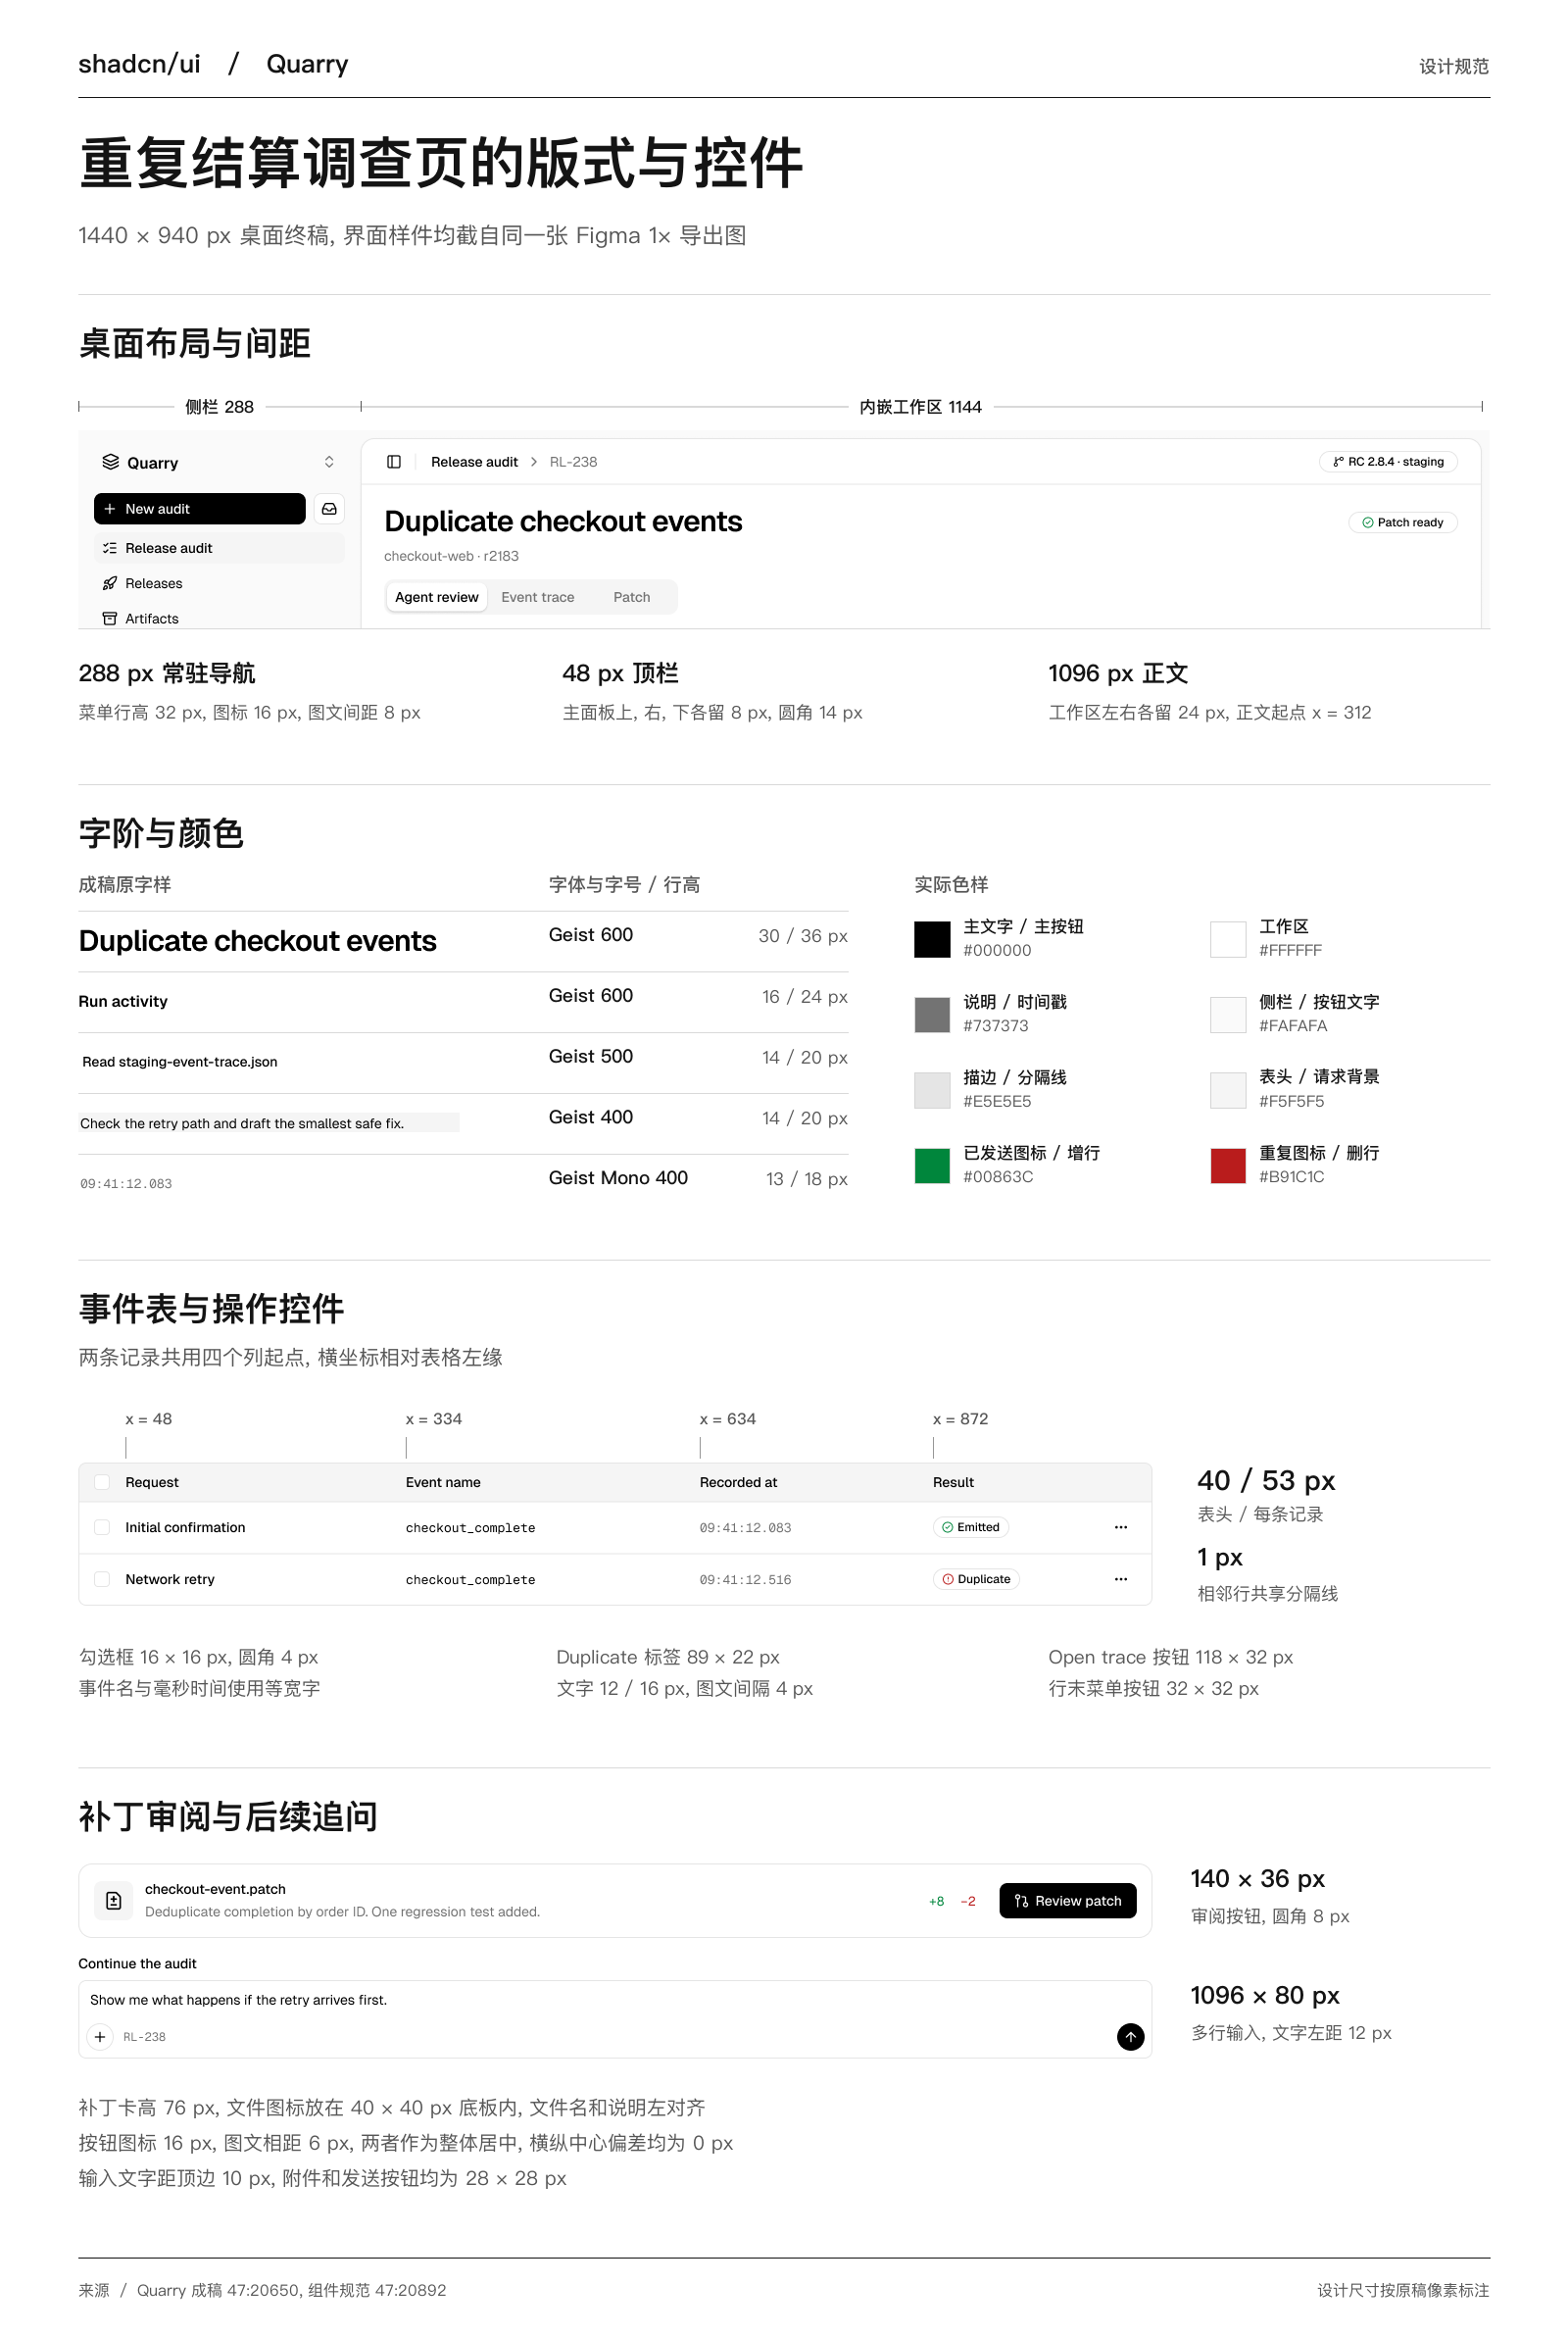 shadcn/ui / Quarry
设计规范
重复结算调查页的版式与控件
1440 × 940 px 桌面终稿, 界面样件均截自同一张 Figma 1× 导出图
桌面布局与间距
侧栏 288
内嵌工作区 1144
Quarry
New audit
Release audit
Releases
Artifacts
Release audit > RL-238
RC 2.8.4 · staging
Duplicate checkout events
Patch ready
checkout-web · r2183
Agent review
Event trace
Patch
288 px 常驻导航
菜单行高 32 px, 图标 16 px, 图文间距 8 px
48 px 顶栏
主面板上, 右, 下各留 8 px, 圆角 14 px
1096 px 正文
工作区左右各留 24 px, 正文起点 x = 312
字阶与颜色
成稿原字样
字体与字号 / 行高
Duplicate checkout events
Geist 600
30 / 36 px
Run activity
Geist 600
16 / 24 px
Read staging-event-trace.json
Geist 500
14 / 20 px
Check the retry path and draft the smallest safe fix.
Geist 400
14 / 20 px
09:41:12.083
Geist Mono 400
13 / 18 px
实际色样
主文字 / 主按钮
#000000
工作区
#FFFFFF
说明 / 时间戳
#737373
侧栏 / 按钮文字
#FAFAFA
描边 / 分隔线
#E5E5E5
表头 / 请求背景
#F5F5F5
已发送图标 / 增行
#00863C
重复图标 / 删行
#B91C1C
事件表与操作控件
两条记录共用四个列起点, 横坐标相对表格左缘
x = 48
x = 334
x = 634
x = 872
Request
Event name
Recorded at
Result
Initial confirmation
checkout_complete
09:41:12.083
Emitted
Network retry
checkout_complete
09:41:12.516
Duplicate
40 / 53 px
表头 / 每条记录
1 px
相邻行共享分隔线
勾选框 16 × 16 px, 圆角 4 px
事件名与毫秒时间使用等宽字
Duplicate 标签 89 × 22 px
文字 12 / 16 px, 图文间隔 4 px
Open trace 按钮 118 × 32 px
行末菜单按钮 32 × 32 px
补丁审阅与后续追问
checkout-event.patch
Deduplicate completion by order ID. One regression test added.
+8
−2
Review patch
140 × 36 px
审阅按钮, 圆角 8 px
Continue the audit
Show me what happens if the retry arrives first.
RL-238
1096 × 80 px
多行输入, 文字左距 12 px
补丁卡高 76 px, 文件图标放在 40 × 40 px 底板内, 文件名和说明左对齐
按钮图标 16 px, 图文相距 6 px, 两者作为整体居中, 横纵中心偏差均为 0 px
输入文字距顶边 10 px, 附件和发送按钮均为 28 × 28 px
来源 / Quarry 成稿 47:20650, 组件规范 47:20892
设计尺寸按原稿像素标注